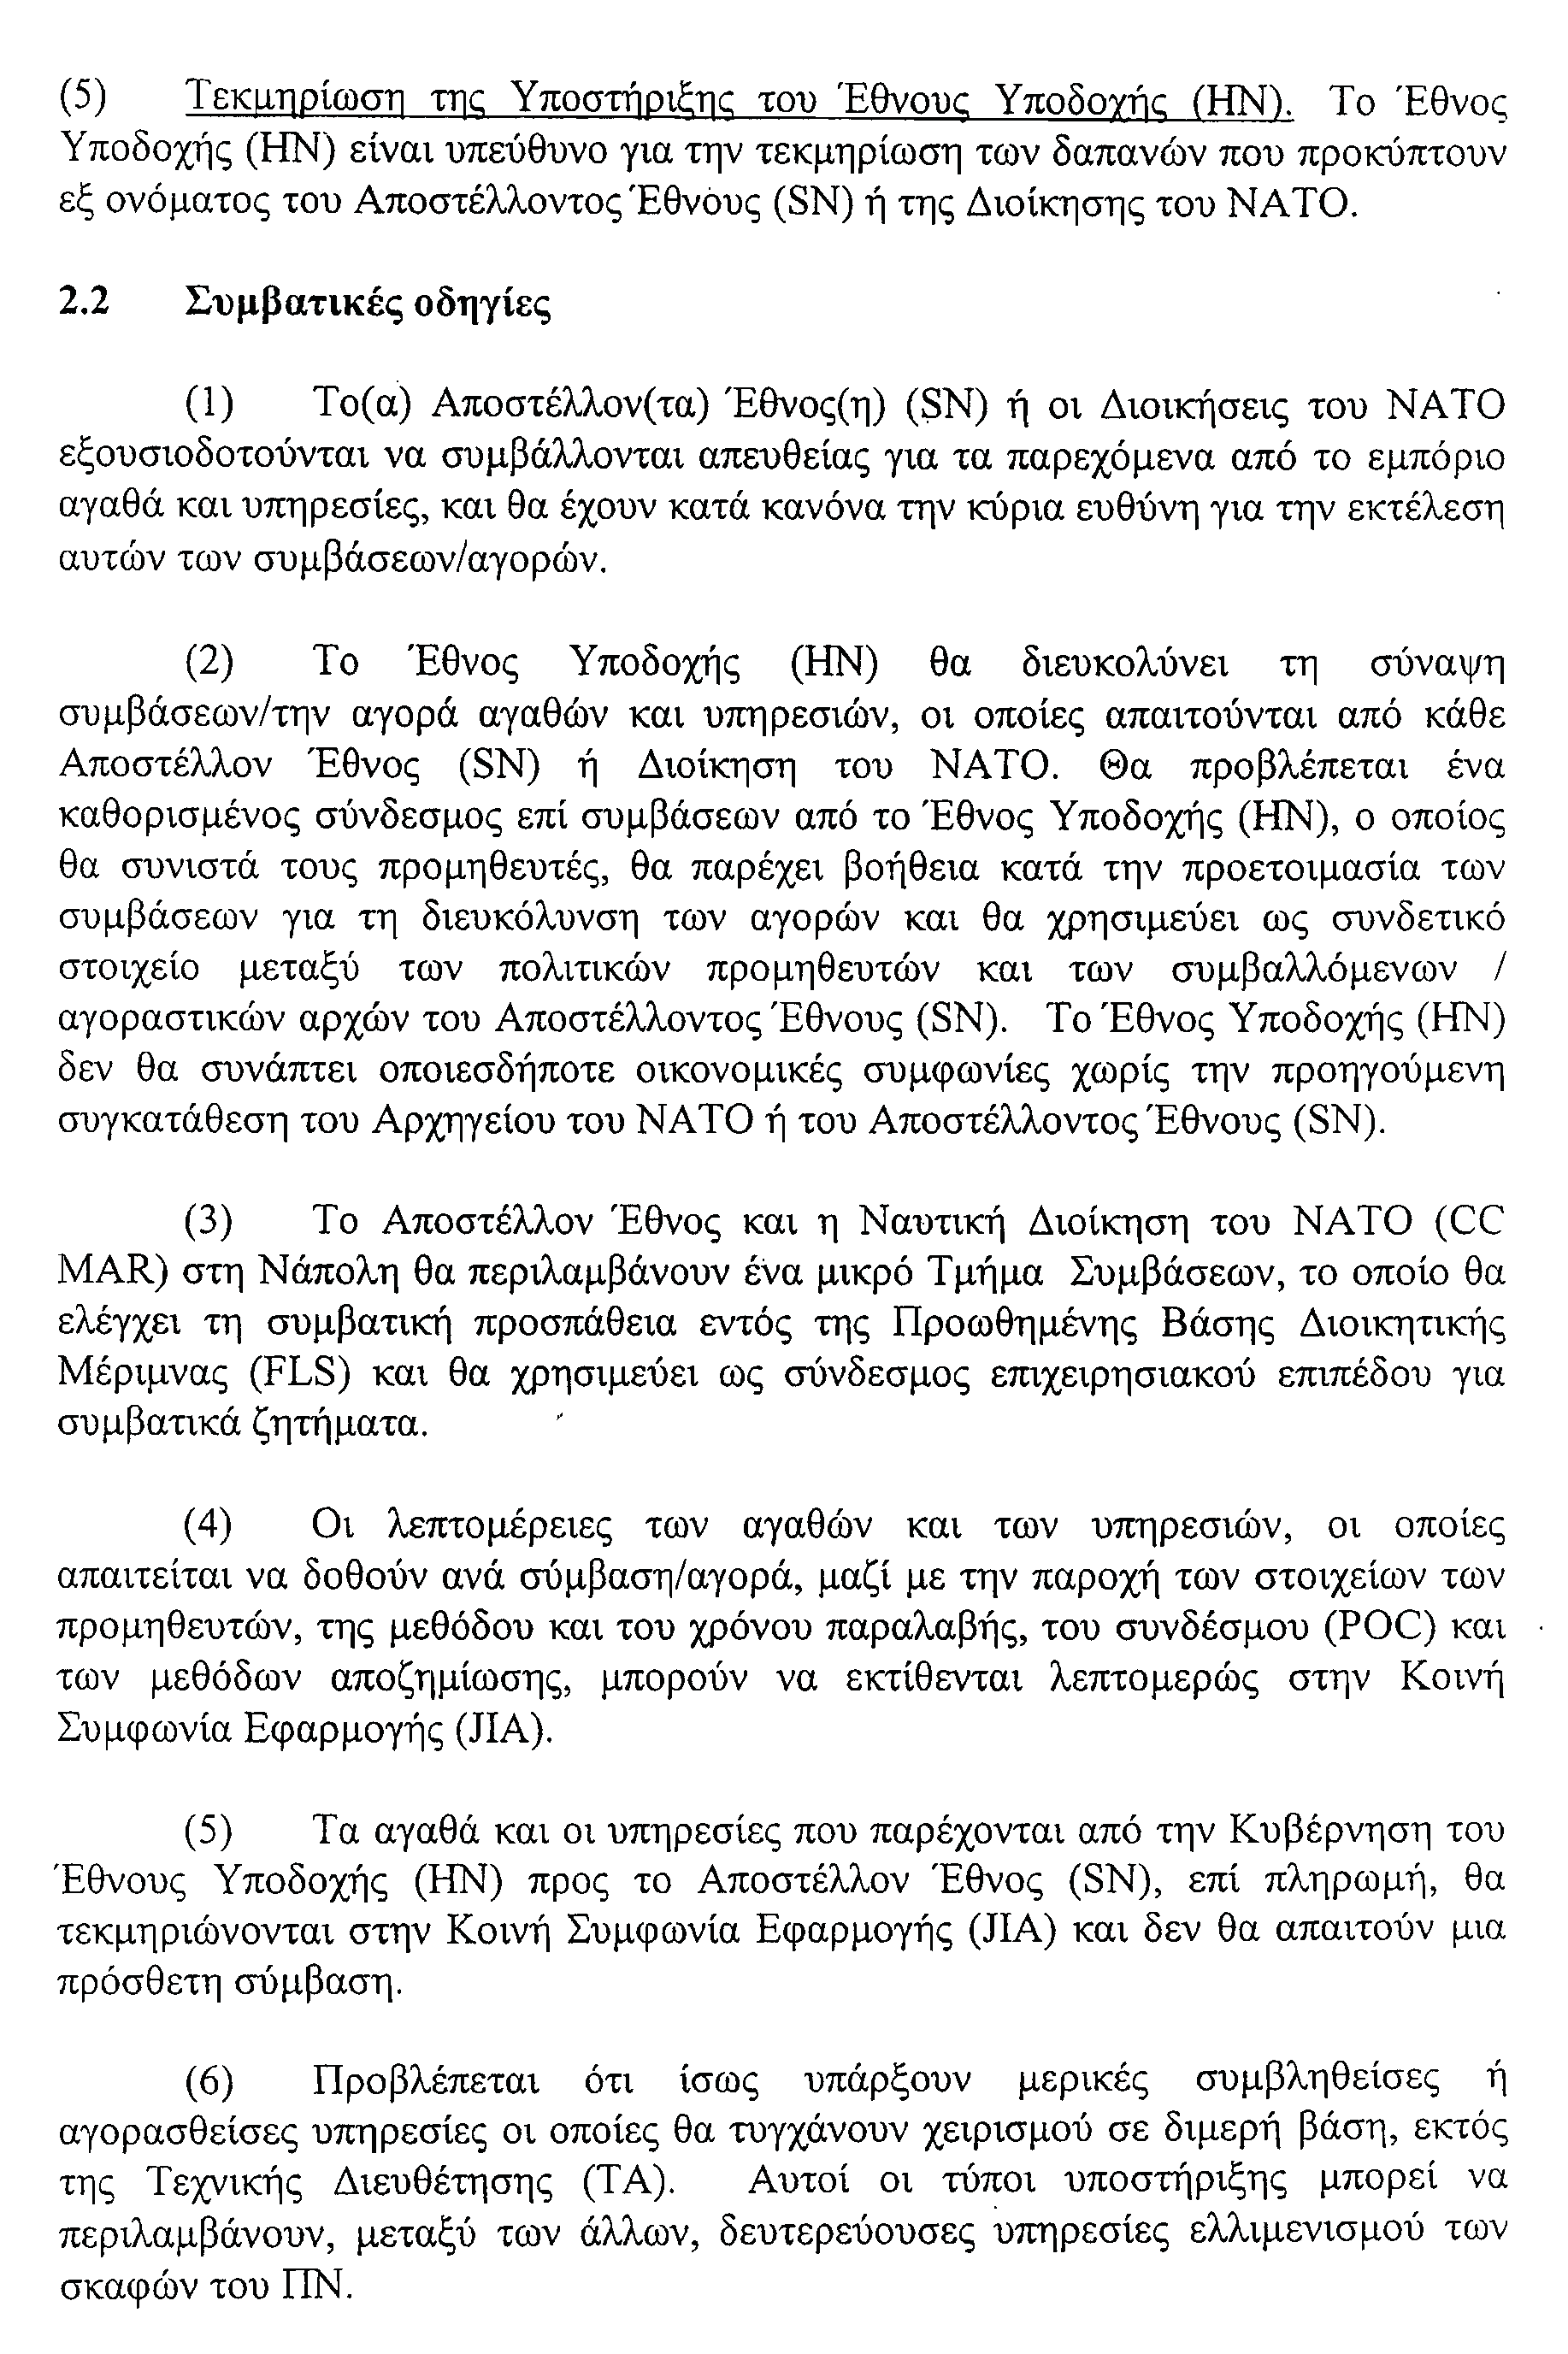 (5) Τεκμηρίωση της Υποστήριξης του Έθνους Υποδοχής (HN). Το Έθνος
Υποδοχής (HN) είναι υπεύθυνο για την τεκμηρίωση των δαπανών που προκύπτουν
εξ ονόματος του Αποστέλλοντος Έθνους (SN) ή της Διοίκησης του ΝΑΤΟ.
2.2 Συμβατικές οδηγίες
(1) Το(α) Αποστέλλον(τα) Έθνος(η) (SN) ή οι Διοικήσεις του ΝΑΤΟ
εξουσιοδοτούνται να συμβάλλονται απευθείας για τα παρεχόμενα από το εμπόριο
αγαθά και υπηρεσίες, και θα έχουν κατά κανόνα την κύρια ευθύνη για την εκτέλεση
αυτών των συμβάσεων/αγορών.
(2) Το Έθνος Υποδοχής (HN) θα διευκολύνει τη σύναψη
συμβάσεων/την αγορά αγαθών και υπηρεσιών, οι οποίες απαιτούνται από κάθε
Αποστέλλον Έθνος (SN) ή Διοίκηση του ΝΑΤΟ. Θα προβλέπεται ένα
καθορισμένος σύνδεσμος επί συμβάσεων από το Έθνος Υποδοχής (HN), ο οποίος
θα συνιστά τους προμηθευτές, θα παρέχει βοήθεια κατά την προετοιμασία των
συμβάσεων για τη διευκόλυνση των αγορών και θα χρησιμεύει ως συνδετικό
στοιχείο μεταξύ των πολιτικών προμηθευτών και των συμβαλλόμενων /
αγοραστικών αρχών του Αποστέλλοντος Έθνους (SN). Το Έθνος Υποδοχής (HN)
δεν θα συνάπτει οποιεσδήποτε οικονομικές συμφωνίες χωρίς την προηγούμενη
συγκατάθεση του Αρχηγείου του ΝΑΤΟ ή του Αποστέλλοντος Έθνους (SN).
(3) Το Αποστέλλον Έθνος και η Ναυτική Διοίκηση του ΝΑΤΟ (CC
MAR) στη Νάπολη θα περιλαμβάνουν ένα μικρό Τμήμα Συμβάσεων, το οποίο θα
ελέγχει τη συμβατική προσπάθεια εντός της Προωθημένης Βάσης Διοικητικής
Μέριμνας (FLS) και θα χρησιμεύει ως σύνδεσμος επιχειρησιακού επιπέδου για
συμβατικά ζητήματα.
(4) Οι λεπτομέρειες των αγαθών και των υπηρεσιών, οι οποίες
απαιτείται να δοθούν ανά σύμβαση/αγορά, μαζί με την παροχή των στοιχείων των
προμηθευτών, της μεθόδου και του χρόνου παραλαβής, του συνδέσμου (POC) και
των μεθόδων αποζημίωσης, μπορούν να εκτίθενται λεπτομερώς στην Κοινή
Συμφωνία Εφαρμογής (JIA).
(5) Τα αγαθά και οι υπηρεσίες που παρέχονται από την Κυβέρνηση του
Έθνους Υποδοχής (HN) προς το Αποστέλλον Έθνος (SN), επί πληρωμή, θα
τεκμηριώνονται στην Κοινή Συμφωνία Εφαρμογής (JIA) και δεν θα απαιτούν μια
πρόσθετη σύμβαση.
(6) Προβλέπεται ότι ίσως υπάρξουν μερικές συμβληθείσες ή
αγορασθείσες υπηρεσίες οι οποίες θα τυγχάνουν χειρισμού σε διμερή βάση, εκτός
της Τεχνικής Διευθέτησης (ΤΑ). Αυτοί οι τύποι υποστήριξης μπορεί να
περιλαμβάνουν, μεταξύ των άλλων, δευτερεύουσες υπηρεσίες ελλιμενισμού των
σκαφών του ΠΝ.